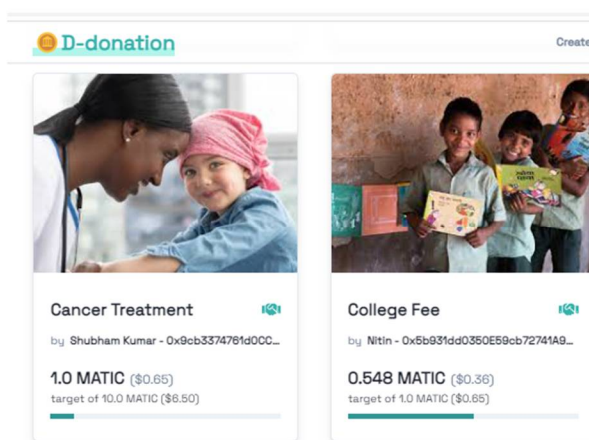 D-donation
Create
Cancer Treatment
by Shubham Kumar - 0x9cb3374761d0CC...
1.0 MATIC ($0.65)
target of 10.0 MATIC ($6.50)
College Fee
by Nitin - 0x5b931dd0350E59cb72741A9...
0.548 MATIC ($0.36)
target of 1.0 MATIC ($0.65)